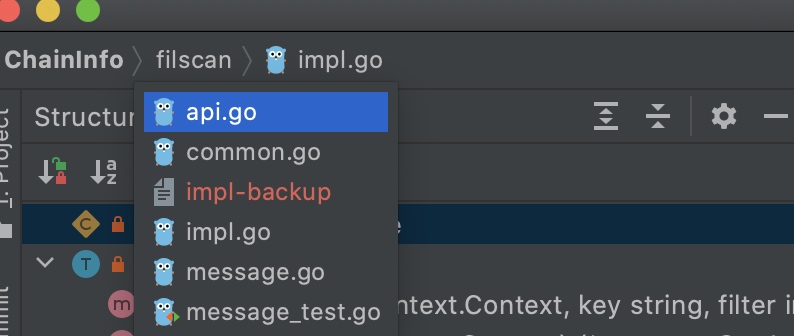 ChainInfo filscan impl.go
Structur
api.go
common.go
impl-backup
impl.go
message.go
message_test.go
ntext.Context, key string, filter i
1: Project